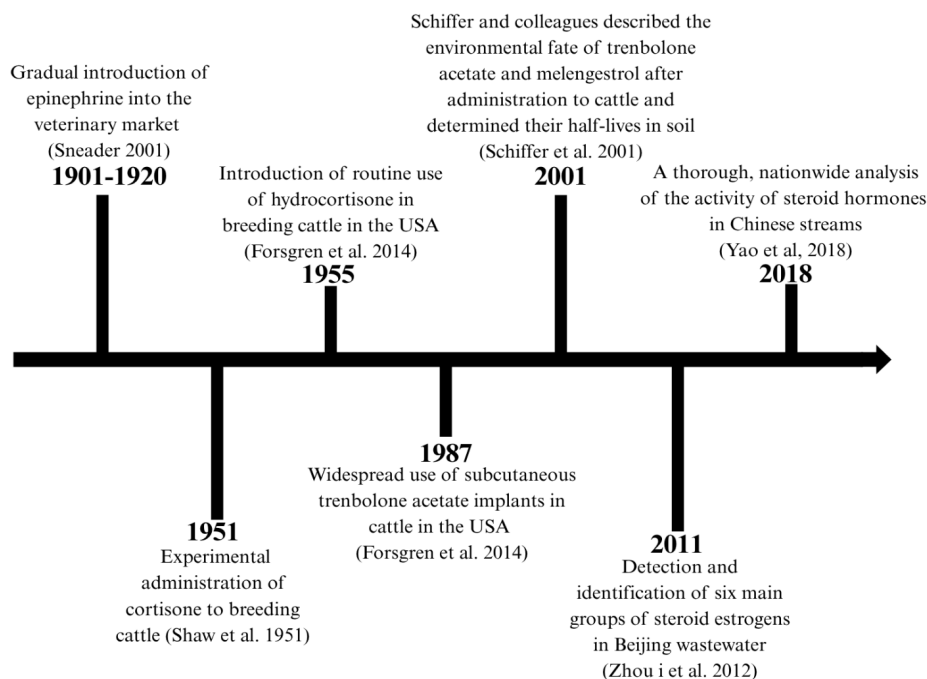 Gradual introduction of
epinephrine into the
veterinary market
(Sneader 2001)
1901-1920
1951
Experimental
administration of
cortisone to breeding
cattle (Shaw et al. 1951)
Introduction of routine use
of hydrocortisone in
breeding cattle in the USA
(Forsgren et al. 2014)
1955
1987
Widespread use of subcutaneous
trenbolone acetate implants in
cattle in the USA
(Forsgren et al. 2014)
Schiffer and colleagues described the
environmental fate of trenbolone
acetate and melengestrol after
administration to cattle and
determined their half-lives in soil
(Schiffer et al. 2001)
2001
2011
Detection and
identification of six main
groups of steroid estrogens
in Beijing wastewater
(Zhou i et al. 2012)
A thorough, nationwide analysis
of the activity of steroid hormones
in Chinese streams
(Yao et al, 2018)
2018